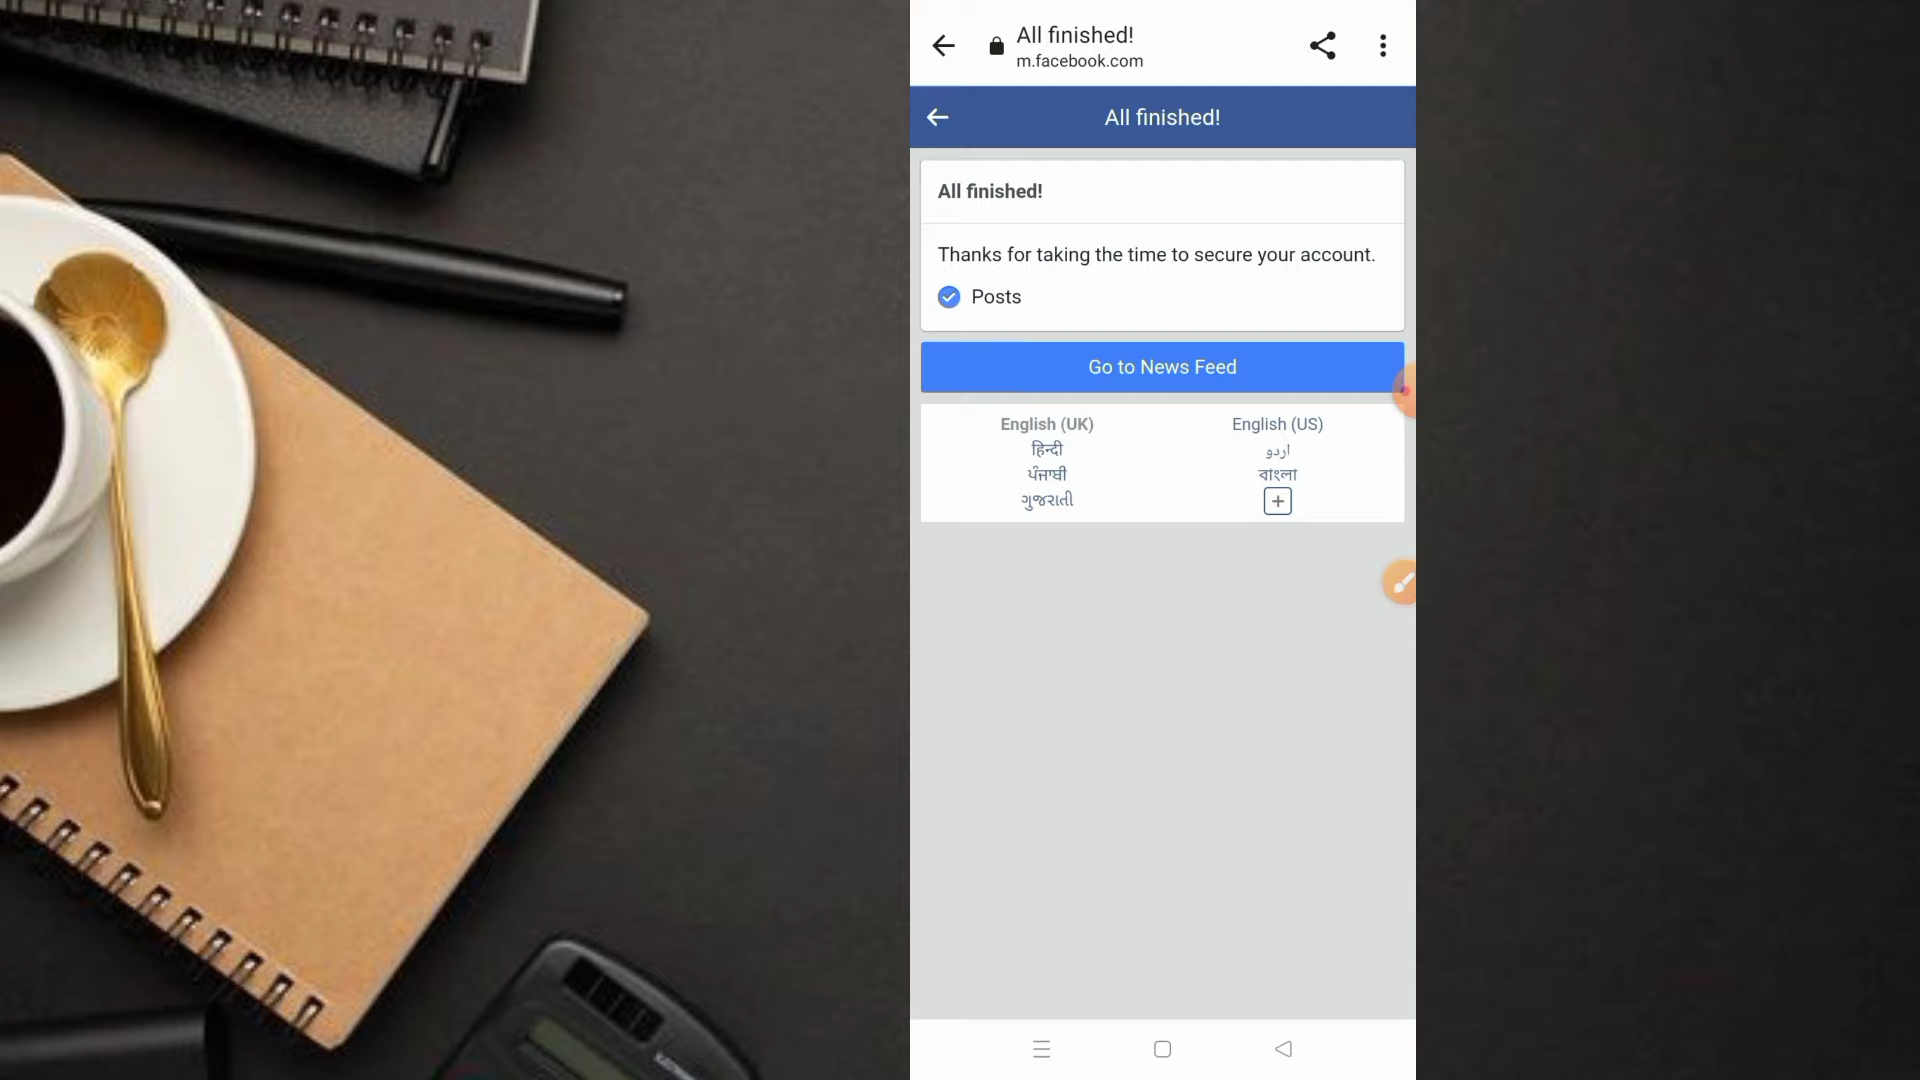 All finished!
m.facebook.com
All finished!
All finished!
Thanks for taking the time to secure your account.
Posts
Go to News Feed
English (UK)
English (US)
हिन्दी
اردو
ਪੰਜਾਬੀ
বাংলা
ગુજરાતી